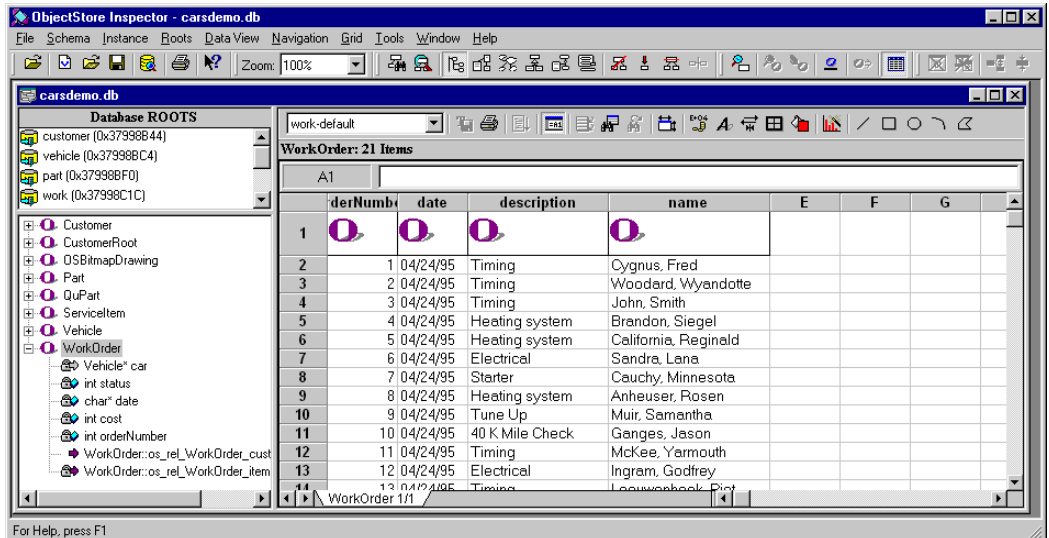 ObjectStore Inspector - carsdemo.db
File Schema Instance Roots Data View Navigation Grid Tools Window Help
Zoom: 100%
carsdemo.db
Database ROOTS
customer (0x37998B44)
vehicle (0x37998BC4)
part (0x37998BF0)
work (0x37998C1C)
Customer
CustomerRoot
OSBitmapDrawing
Part
QuPart
ServiceItem
Vehicle
WorkOrder
Vehicle* car
int status
char* date
int cost
int orderNumber
WorkOrder::os_rel_WorkOrder_cust
WorkOrder::os_rel_WorkOrder_item
work-default
WorkOrder: 21 Items
A1
derNumbe date description name E F G
1
2 1 04/24/95 Timing Cygnus, Fred
3 2 04/24/95 Timing Woodard, Wyandotte
4 3 04/24/95 Timing John, Smith
5 4 04/24/95 Heating system Brandon, Siegel
6 5 04/24/95 Heating system California, Reginald
7 6 04/24/95 Electrical Sandra, Lana
8 7 04/24/95 Starter Cauchy, Minnesota
9 8 04/24/95 Heating system Anheuser, Rosen
10 9 04/24/95 Tune Up Muir, Samantha
11 10 04/24/95 40 K Mile Check Ganges, Jason
12 11 04/24/95 Timing McKee, Yarmouth
13 12 04/24/95 Electrical Ingram, Godfrey
14 13 04/24/95 Timing
WorkOrder 1/1
For Help, press F1